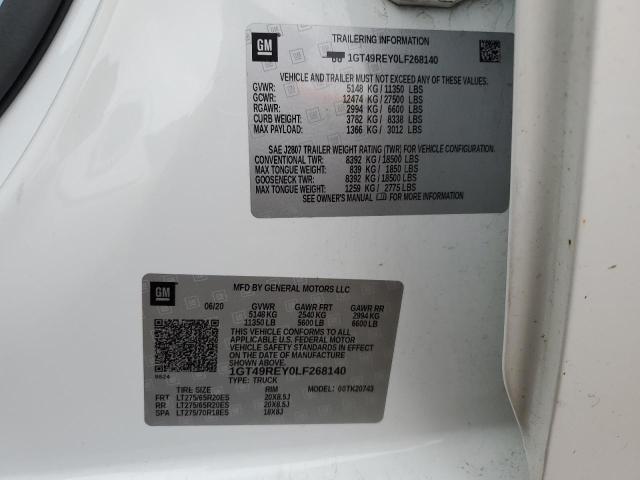 GM
TRAILERING INFORMATION
1GT49REY0LF268140
VEHICLE AND TRAILER MUST NOT EXCEED ANY OF THESE VALUES.
GVWR: 5148 KG / 11350 LBS
GCWR: 12474 KG / 27500 LBS
RGAWR: 2994 KG / 6600 LBS
CURB WEIGHT: 3782 KG / 8338 LBS
MAX PAYLOAD: 1366 KG / 3012 LBS
SAE J2807 TRAILER WEIGHT RATING (TWR) FOR VEHICLE CONFIGURATION.
CONVENTIONAL TWR: 8392 KG / 18500 LBS
MAX TONGUE WEIGHT: 839 KG / 1850 LBS
GOOSENECK TWR: 8392 KG / 18500 LBS
MAX TONGUE WEIGHT: 1259 KG / 2775 LBS
SEE OWNER'S MANUAL FOR MORE INFORMATION
GM
MFD BY GENERAL MOTORS LLC
06/20 GVWR GAWR FRT GAWR RR
5148 KG 2540 KG 2994 KG
11350 LB 5600 LB 6600 LB
THIS VEHICLE CONFORMS TO ALL
APPLICABLE U.S. FEDERAL MOTOR
VEHICLE SAFETY STANDARDS IN EFFECT
ON THE DATE OF MANUFACTURE
SHOWN ABOVE.
1GT49REY0LF268140
TYPE: TRUCK
9624
MODEL: 00TK20743
TIRE SIZE RIM
FRT LT275/65R20ES 20X8.5J
RR LT275/65R20ES 20X8.5J
SPA LT275/70R18ES 18X8J